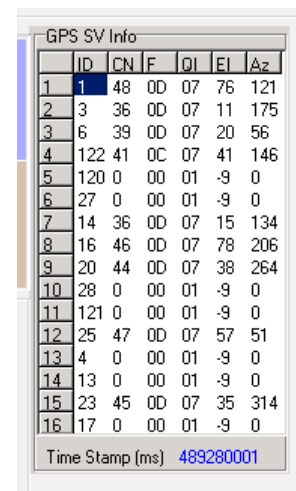 GPS SV Info
ID CN F QI El Az
1 1 48 0D 07 76 121
2 3 36 0D 07 11 175
3 6 39 0D 07 20 56
4 122 41 0C 07 41 146
5 120 0 00 01 -9 0
6 27 0 00 01 -9 0
7 14 36 0D 07 15 134
8 16 46 0D 07 78 206
9 20 44 0D 07 38 264
10 28 0 00 01 -9 0
11 121 0 00 01 -9 0
12 25 47 0D 07 57 51
13 4 0 00 01 -9 0
14 13 0 00 01 -9 0
15 23 45 0D 07 35 314
16 17 0 00 01 -9 0
Time Stamp (ms) 489280001